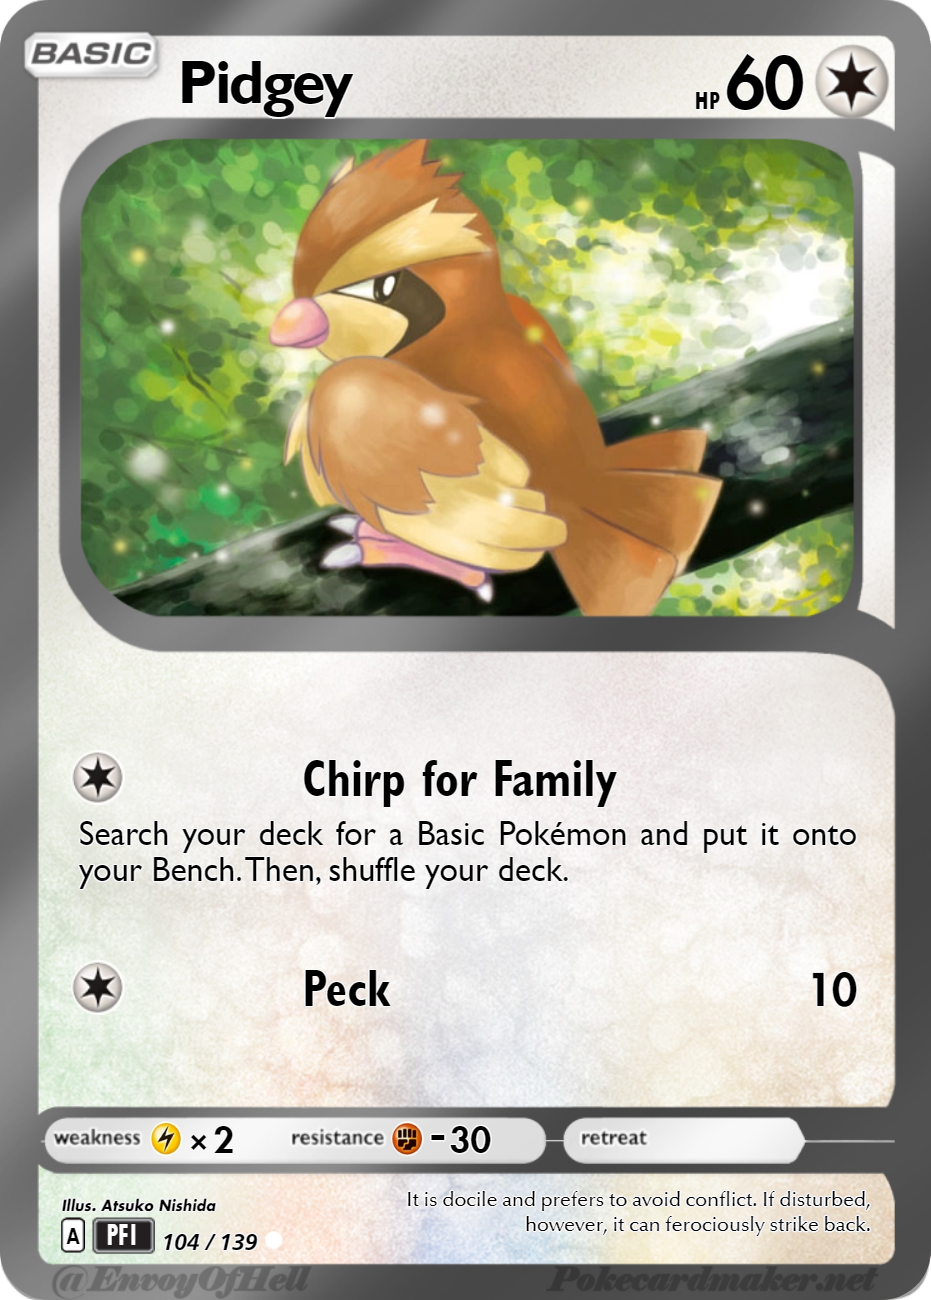 BASIC
Pidgey
HP 60
Chirp for Family
Search your deck for a Basic Pokémon and put it onto
your Bench. Then, shuffle your deck.
Peck 10
weakness ×2 resistance -30 retreat
Illus. Atsuko Nishida
It is docile and prefers to avoid conflict. If disturbed,
however, it can ferociously strike back.
A PFI 104 / 139
@EnvoyOfHell Pokecardmaker.net